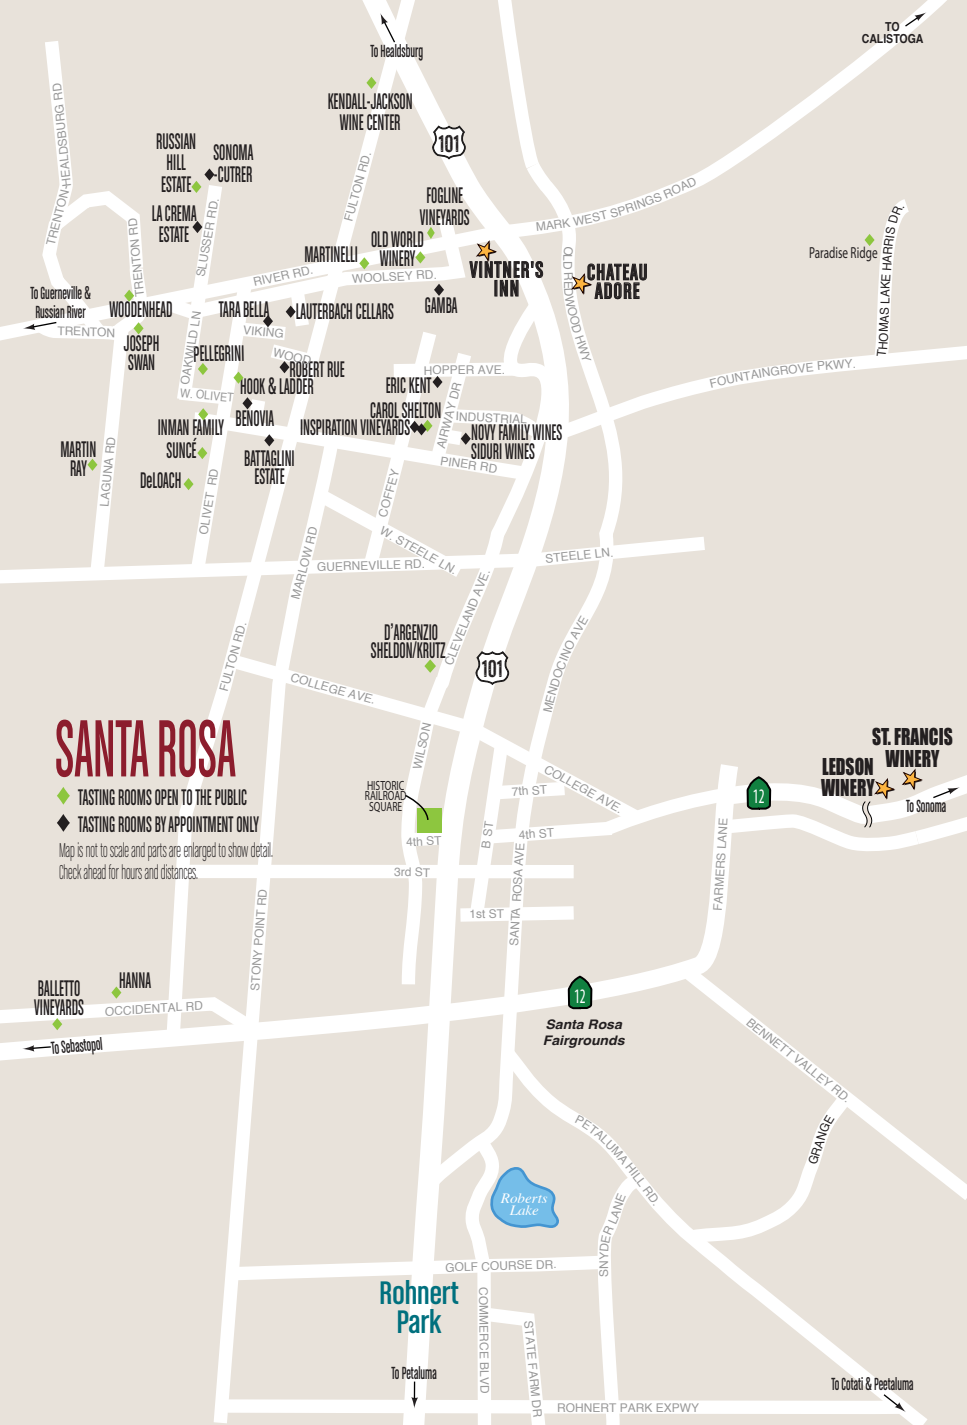 TO
CALISTOGA
To Healdsburg
KENDALL-JACKSON
WINE CENTER
101
TRENTON-HEALDSBURG RD
RUSSIAN
HILL
ESTATE
SONOMA
-CUTRER
LA CREMA
ESTATE
FULTON RD.
FOGLINE
VINEYARDS
MARK WEST SPRINGS ROAD
THOMAS LAKE HARRIS DR.
Paradise Ridge
TRENTON RD
SLUSSER RD.
MARTINELLI
OLD WORLD
WINERY
VINTNER'S
INN
OLD REDWOOD HWY
CHATEAU
ADORE
RIVER RD.
WOOLSEY RD.
To Guerneville &
Russian River
TRENTON
WOODENHEAD
JOSEPH
SWAN
TARA BELLA
LAUTERBACH CELLARS
GAMBA
VIKING
OAKWILD LN
PELLEGRINI
WOOD
ROBERT RUE
HOPPER AVE.
FOUNTAINGROVE PKWY.
W. OLIVET
HOOK & LADDER
ERIC KENT
AIRWAY DR
BENOVIA
CAROL SHELTON
INDUSTRIAL
INMAN FAMILY
INSPIRATION VINEYARDS
NOVY FAMILY WINES
SIDURI WINES
MARTIN
RAY
SUNCÉ
BATTAGLINI
ESTATE
PINER RD
LAGUNA RD
DeLOACH
OLIVET RD
COFFEY
MARLOW RD
W. STEELE LN.
GUERNEVILLE RD.
STEELE LN.
CLEVELAND AVE.
D'ARGENZIO
SHELDON/KRUTZ
101
MENDOCINO AVE
FULTON RD.
COLLEGE AVE.
WILSON
SANTA ROSA
TASTING ROOMS OPEN TO THE PUBLIC
TASTING ROOMS BY APPOINTMENT ONLY
Map is not to scale and parts are enlarged to show detail.
Check ahead for hours and distances.
HISTORIC
RAILROAD
SQUARE
COLLEGE AVE.
7th ST
4th ST
4th ST
B ST
3rd ST
1st ST
SANTA ROSA AVE
FARMERS LANE
12
ST. FRANCIS
WINERY
LEDSON
WINERY
To Sonoma
STONY POINT RD
HANNA
BALLETTO
VINEYARDS
OCCIDENTAL RD
To Sebastopol
12
Santa Rosa
Fairgrounds
BENNETT VALLEY RD.
GRANGE
PETALUMA HILL RD.
Roberts
Lake
SNYDER LANE
GOLF COURSE DR.
Rohnert
Park
COMMERCE BLVD
STATE FARM DR
To Petaluma
ROHNERT PARK EXPWY
To Cotati & Peetaluma